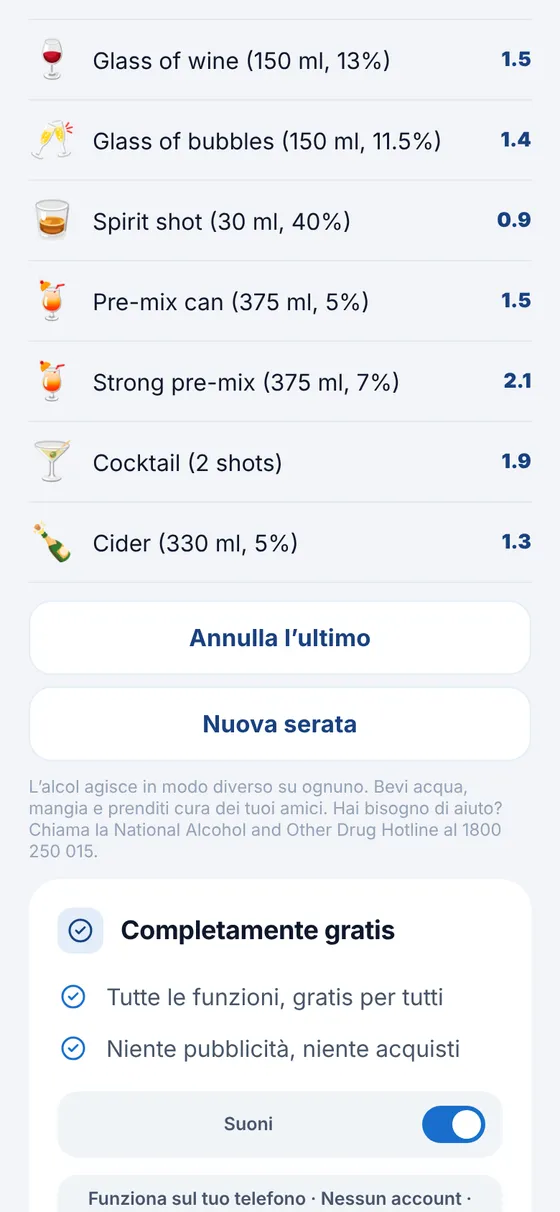 Glass of wine (150 ml, 13%) 1.5
Glass of bubbles (150 ml, 11.5%) 1.4
Spirit shot (30 ml, 40%) 0.9
Pre-mix can (375 ml, 5%) 1.5
Strong pre-mix (375 ml, 7%) 2.1
Cocktail (2 shots) 1.9
Cider (330 ml, 5%) 1.3
Annulla l’ultimo
Nuova serata
L’alcol agisce in modo diverso su ognuno. Bevi acqua,
mangia e prenditi cura dei tuoi amici. Hai bisogno di aiuto?
Chiama la National Alcohol and Other Drug Hotline al 1800
250 015.
Completamente gratis
Tutte le funzioni, gratis per tutti
Niente pubblicità, niente acquisti
Suoni
Funziona sul tuo telefono · Nessun account ·